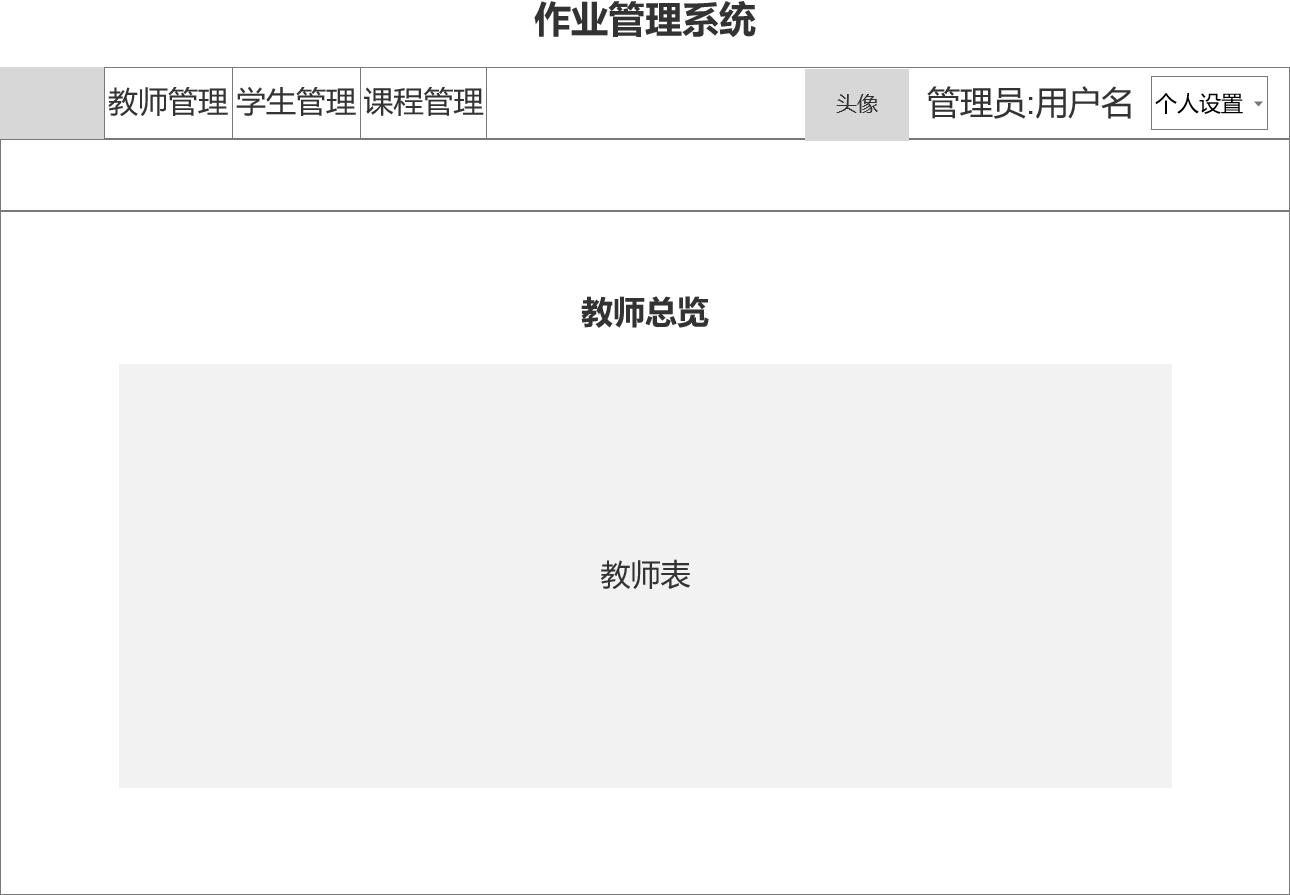 作业管理系统
教师管理 学生管理 课程管理 头像 管理员:用户名 个人设置
教师总览
教师表